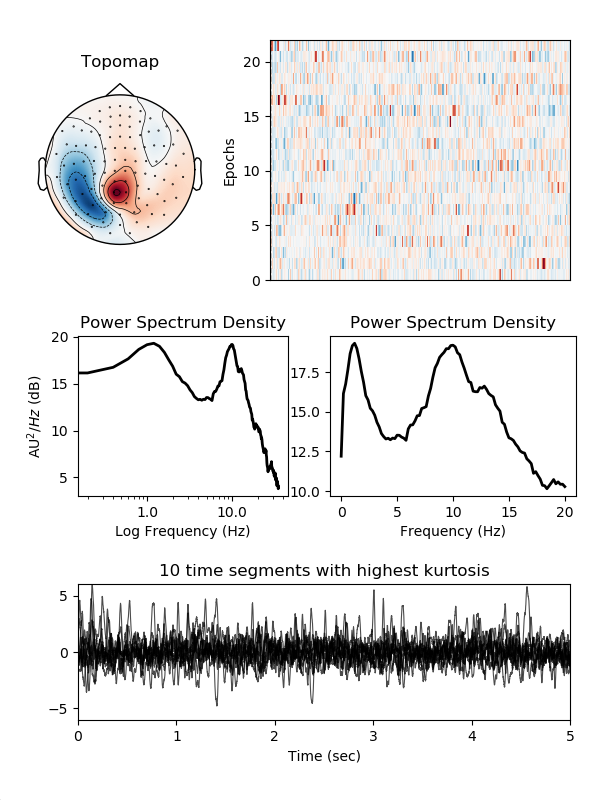 Topomap
Epochs
20
15
10
5
0
Power Spectrum Density
AU²/Hz (dB)
20
15
10
5
1.0 10.0
Log Frequency (Hz)
Power Spectrum Density
17.5
15.0
12.5
10.0
0 5 10 15 20
Frequency (Hz)
10 time segments with highest kurtosis
5
0
−5
0 1 2 3 4 5
Time (sec)